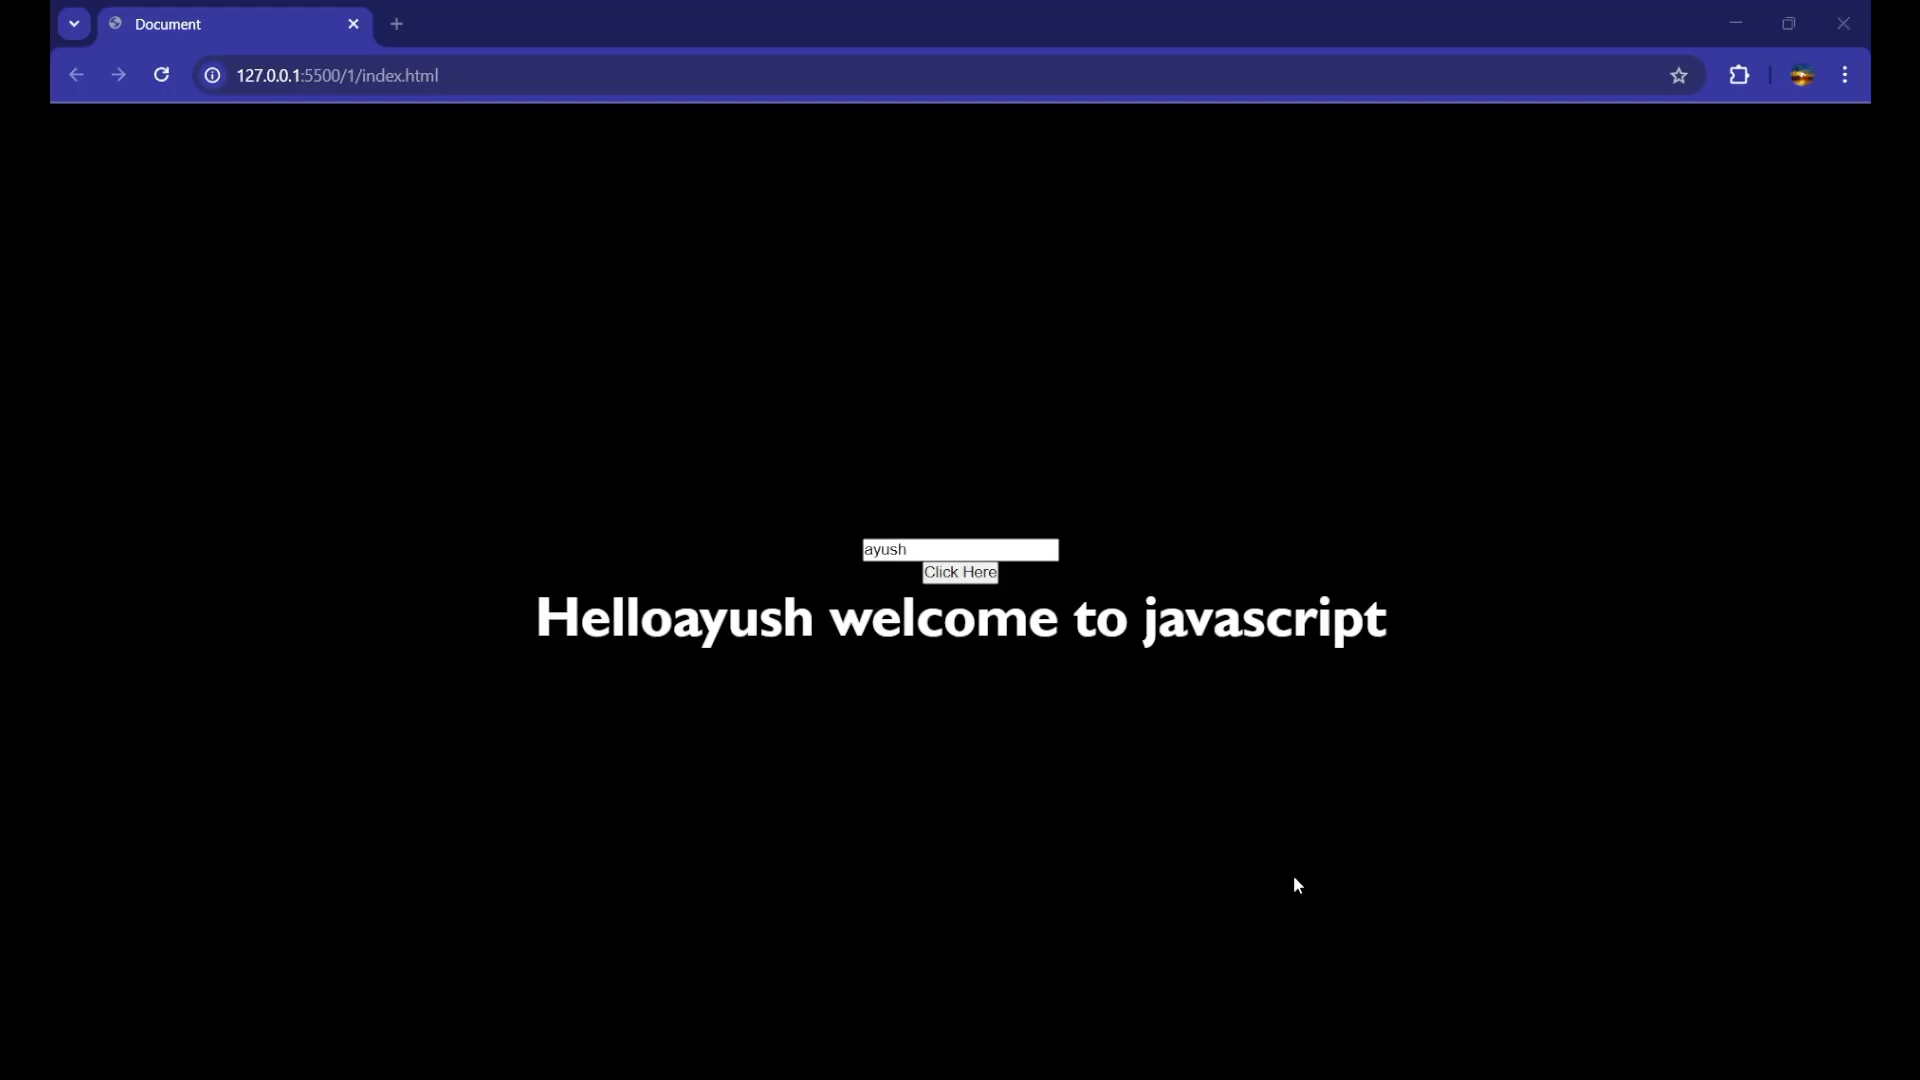 Document
127.0.0.1:5500/1/index.html
ayush
Click Here
Helloayush welcome to javascript